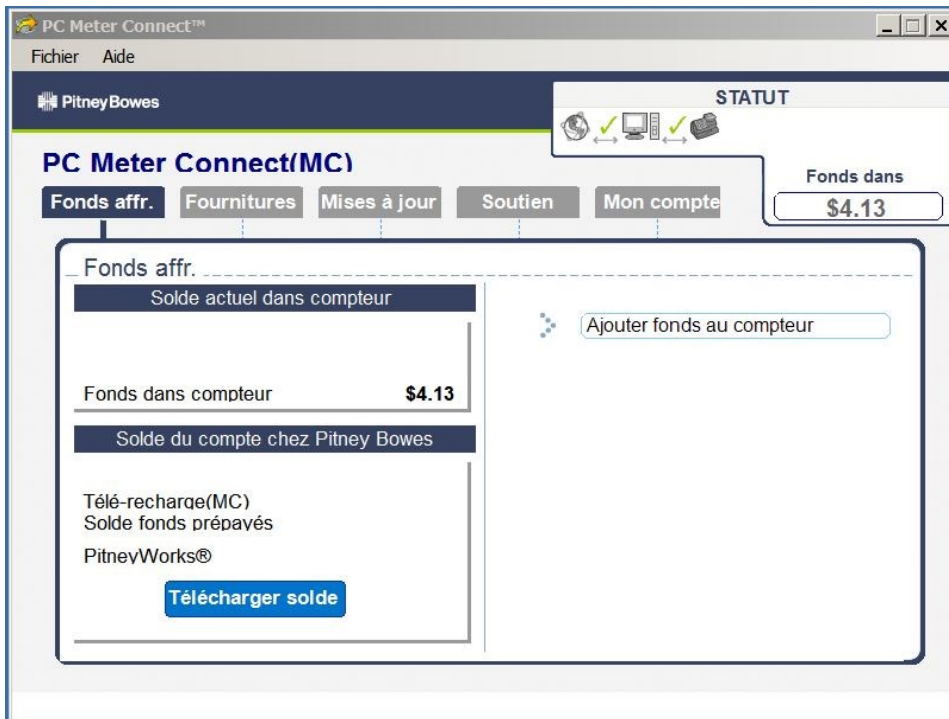 PC Meter Connect™
Fichier Aide
PitneyBowes
STATUT
PC Meter Connect(MC)
Fonds dans
$4.13
Fonds affr. Fournitures Mises à jour Soutien Mon compte
Fonds affr.
Solde actuel dans compteur
Ajouter fonds au compteur
Fonds dans compteur $4.13
Solde du compte chez Pitney Bowes
Télé-recharge(MC)
Solde fonds prépayés
PitneyWorks®
Télécharger solde